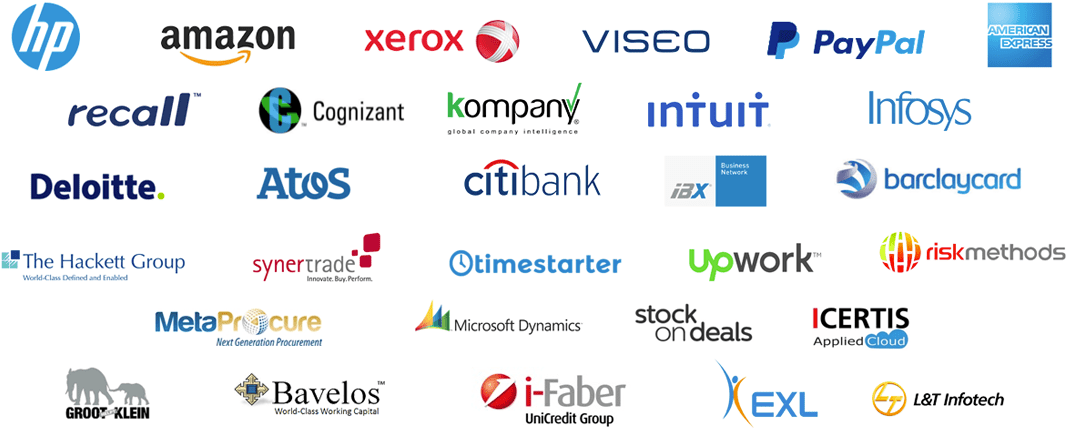 hp
amazon
xerox
VISEO
PayPal
AMERICAN
EXPRESS
recall™
Cognizant
kompany®
global company intelligence
ıntuıt
Infosys
Deloitte.
Atos
citibank
iBX
Business
Network
barclaycard
The Hackett Group
World-Class Defined and Enabled
synertrade
Innovate. Buy. Perform.
timestarter
upwork™
riskmethods
MetaProcure
Next Generation Procurement
Microsoft Dynamics
stock
on deals
ICERTIS
Applied Cloud
GROOT KLEIN
Bavelos™
World-Class Working Capital
i-Faber
UniCredit Group
EXL
L&T Infotech